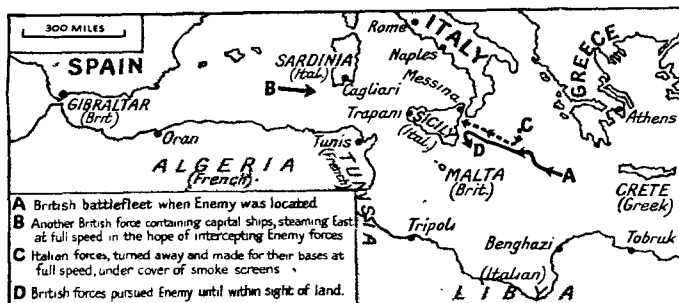 300 MILES
SPAIN
GIBRALTAR
(Brit)
Oran
ALGERIA
(French)
B
SARDINIA
(Ital.)
Cagliari
Tunis
(French)
TUNISIA
Rome
ITALY
Naples
Messina
Trapani
SICILY
(Ital.)
C
D
A
MALTA
(Brit.)
GREECE
Athens
CRETE
(Greek)
Tripoli
Benghazi
Tobruk
(Italian)
LIBYA
A British battlefleet when Enemy was located
B Another British force containing capital ships, steaming East
at full speed in the hope of intercepting Enemy forces
C Italian forces, turned away and made for their bases at
full speed, under cover of smoke screens
D British forces pursued Enemy until within sight of land.